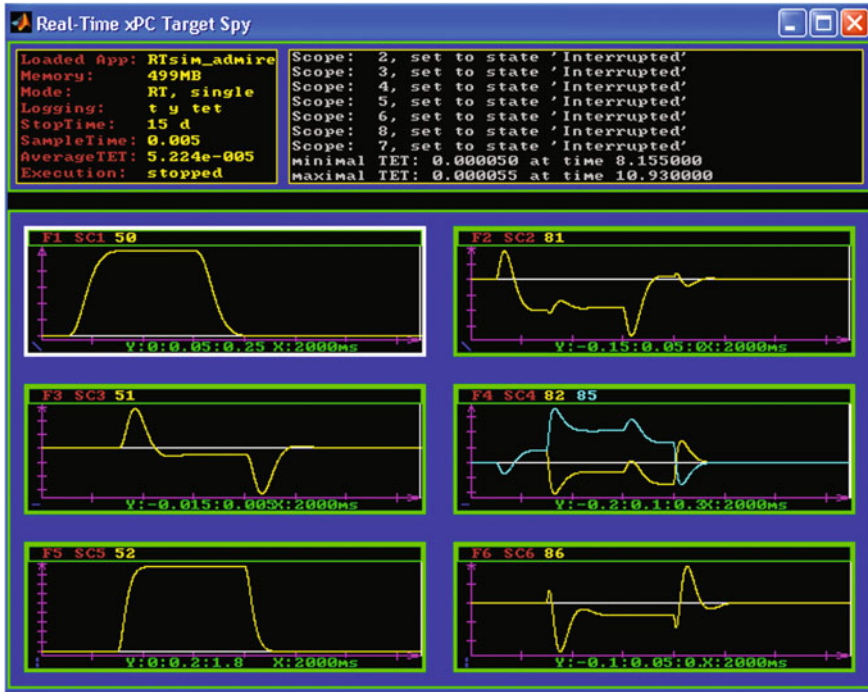 Real-Time xPC Target Spy
Loaded App: RTsim_admire
Memory: 499MB
Mode: RT, single
Logging: t y tet
StopTime: 15 d
SampleTime: 0.005
AverageTET: 5.224e-005
Execution: stopped
Scope: 2, set to state 'Interrupted'
Scope: 3, set to state 'Interrupted'
Scope: 4, set to state 'Interrupted'
Scope: 5, set to state 'Interrupted'
Scope: 6, set to state 'Interrupted'
Scope: 8, set to state 'Interrupted'
Scope: 7, set to state 'Interrupted'
minimal TET: 0.000050 at time 8.155000
maximal TET: 0.000055 at time 10.930000
F1 SC1 50
Y:0:0.05:0.25 X:2000ms
F2 SC2 81
Y:-0.15:0.05:0X:2000ms
F3 SC3 51
Y:-0.015:0.005X:2000ms
F4 SC4 82 85
Y:-0.2:0.1:0.3X:2000ms
F5 SC5 52
Y:0:0.2:1.8 X:2000ms
F6 SC6 86
Y:-0.1:0.05:0.X:2000ms